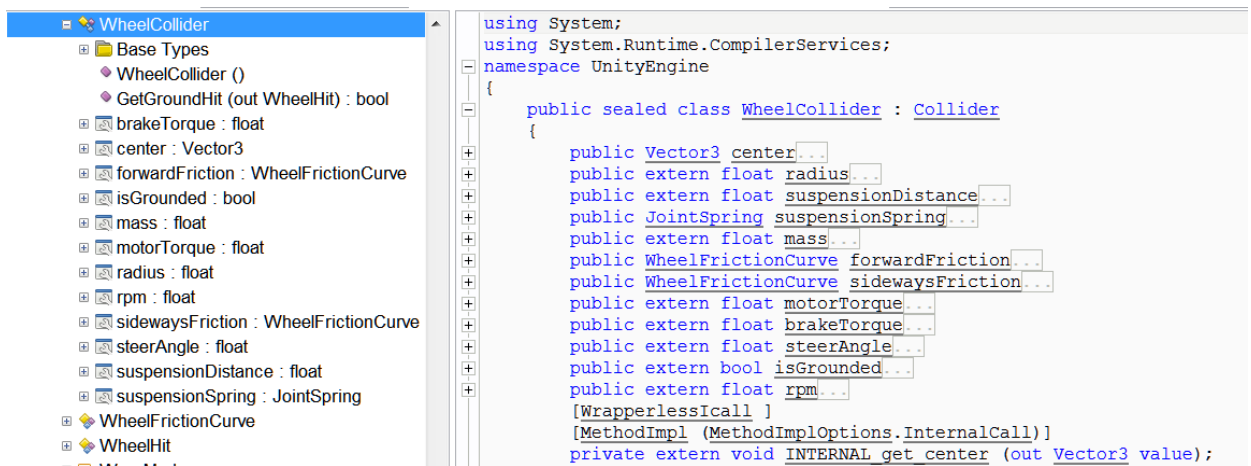 WheelCollider
Base Types
WheelCollider ()
GetGroundHit (out WheelHit) : bool
brakeTorque : float
center : Vector3
forwardFriction : WheelFrictionCurve
isGrounded : bool
mass : float
motorTorque : float
radius : float
rpm : float
sidewaysFriction : WheelFrictionCurve
steerAngle : float
suspensionDistance : float
suspensionSpring : JointSpring
WheelFrictionCurve
WheelHit
using System;
using System.Runtime.CompilerServices;
namespace UnityEngine
{
public sealed class WheelCollider : Collider
{
public Vector3 center...
public extern float radius...
public extern float suspensionDistance...
public JointSpring suspensionSpring...
public extern float mass...
public WheelFrictionCurve forwardFriction...
public WheelFrictionCurve sidewaysFriction...
public extern float motorTorque...
public extern float brakeTorque...
public extern float steerAngle...
public extern bool isGrounded...
public extern float rpm...
[WrapperlessIcall ]
[MethodImpl (MethodImplOptions.InternalCall)]
private extern void INTERNAL_get_center (out Vector3 value);